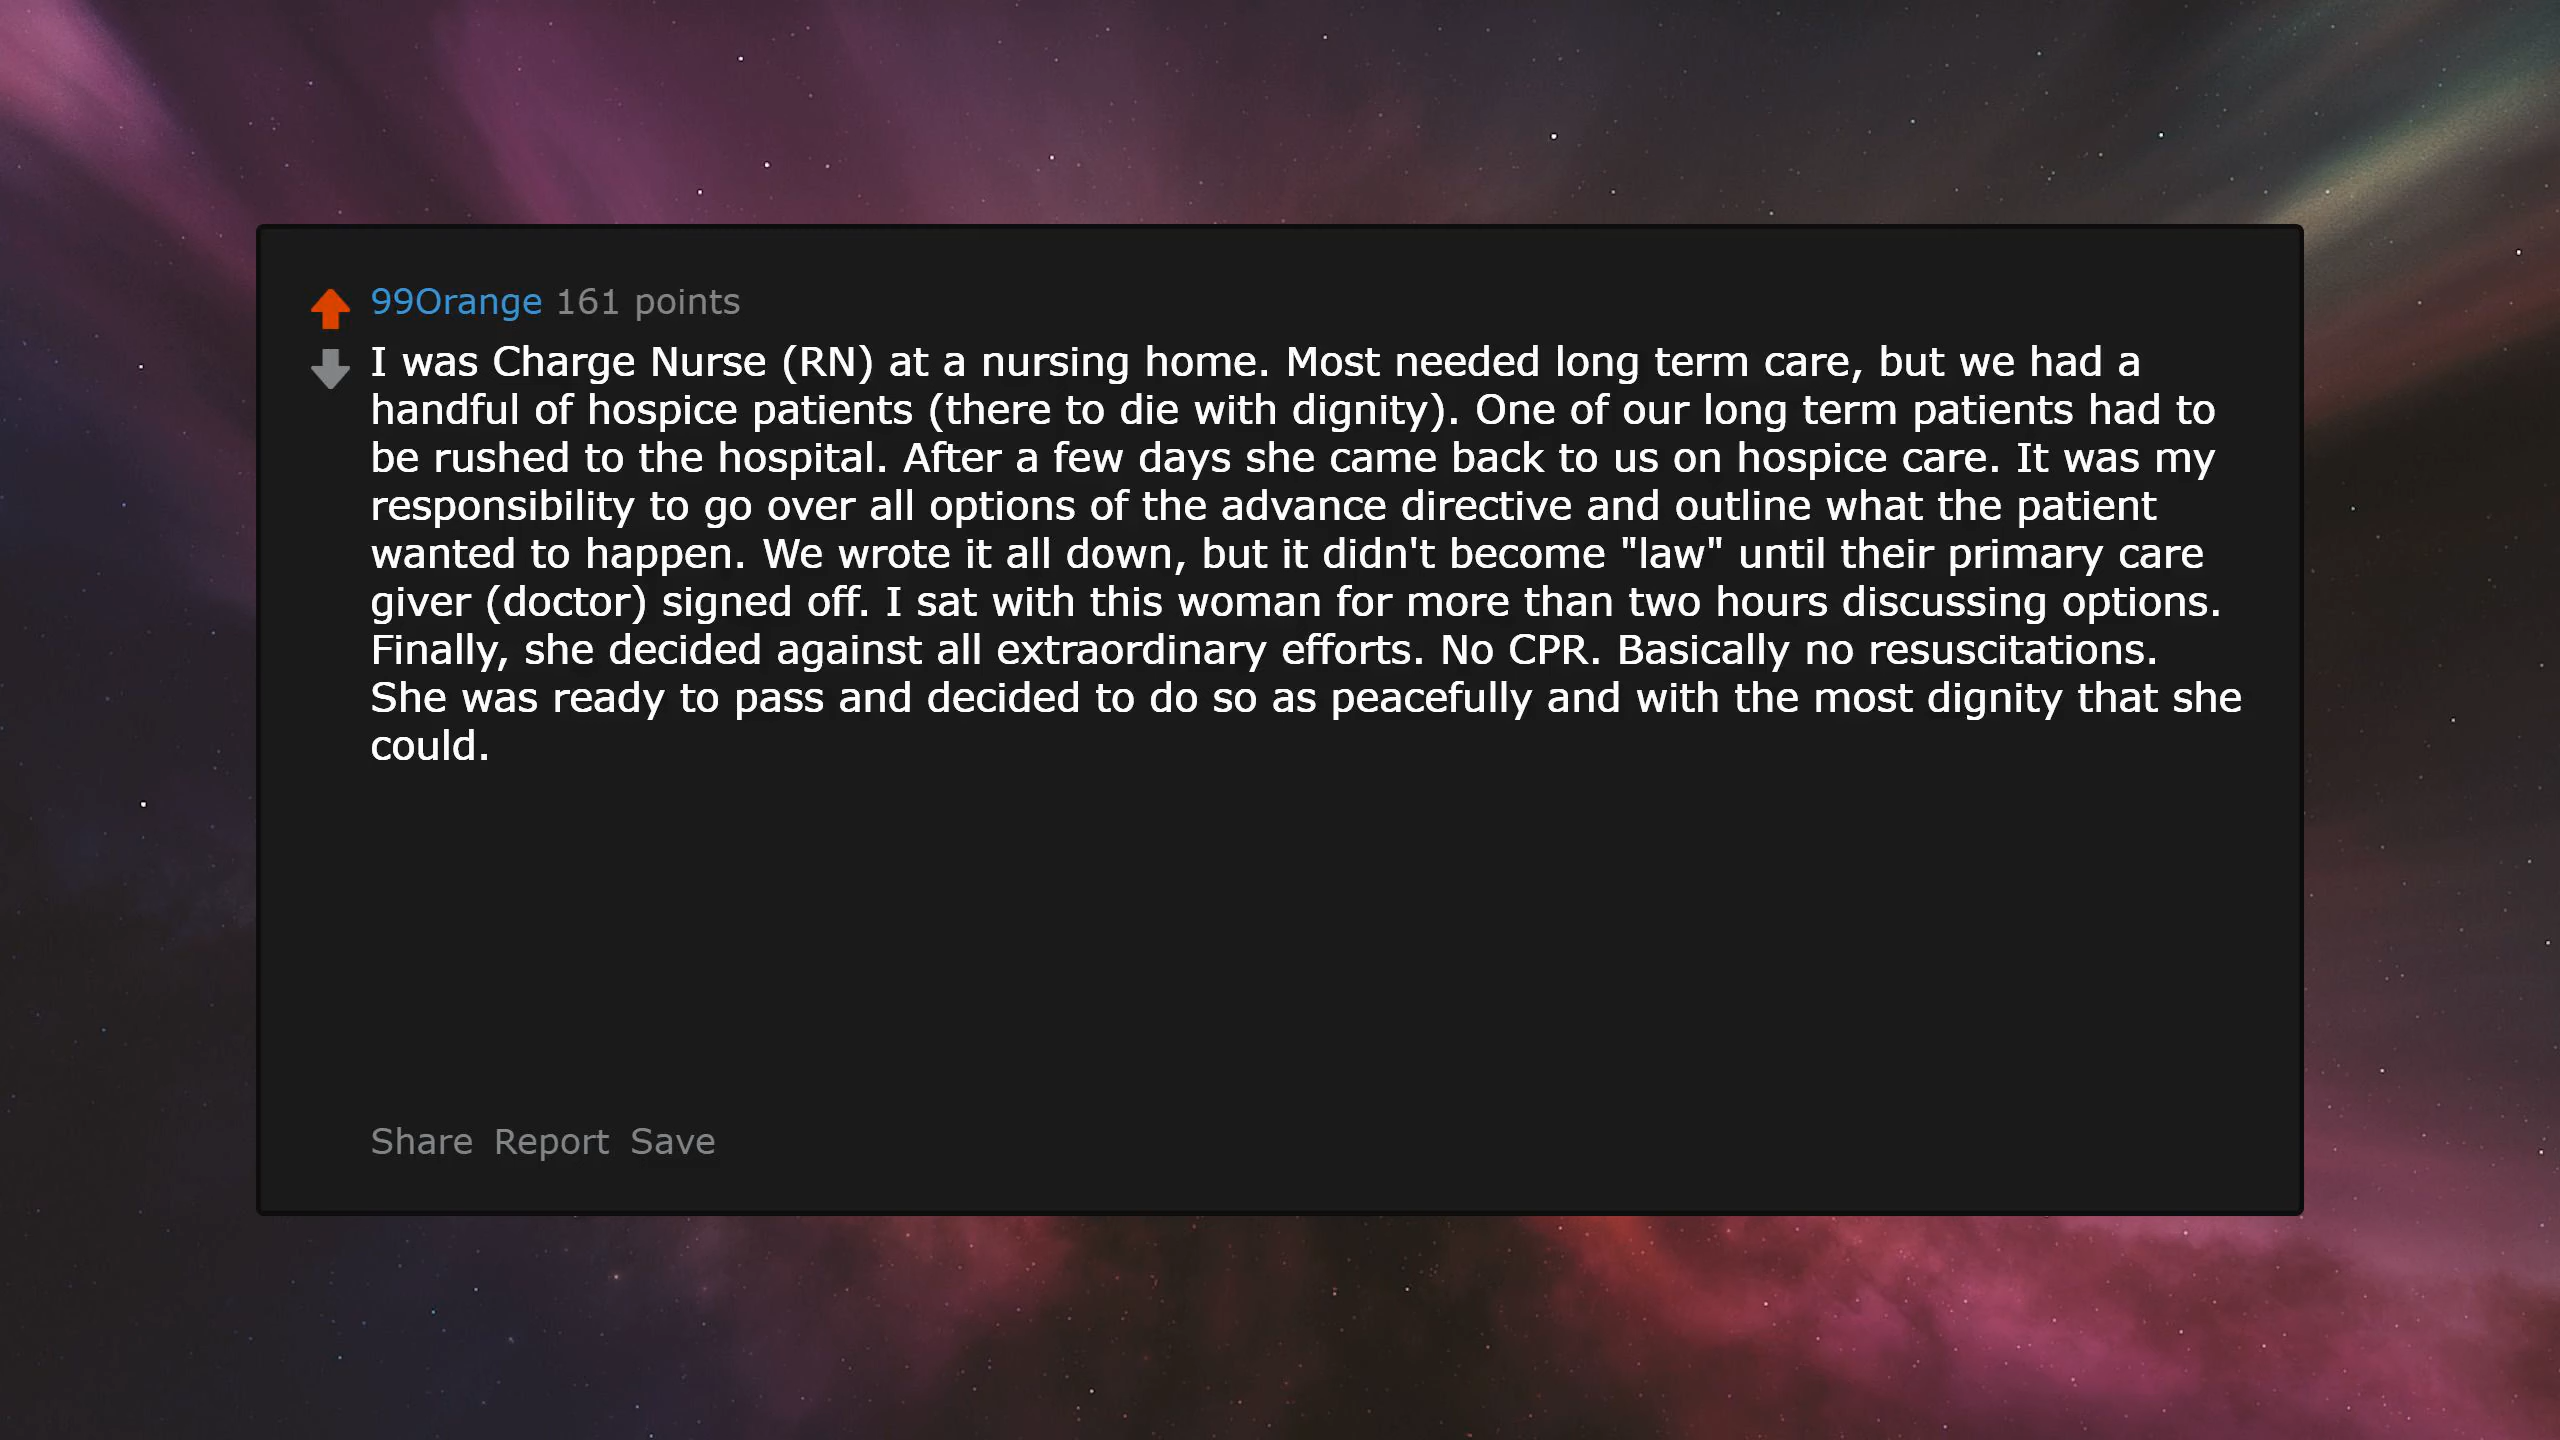 99Orange 161 points
I was Charge Nurse (RN) at a nursing home. Most needed long term care, but we had a
handful of hospice patients (there to die with dignity). One of our long term patients had to
be rushed to the hospital. After a few days she came back to us on hospice care. It was my
responsibility to go over all options of the advance directive and outline what the patient
wanted to happen. We wrote it all down, but it didn't become "law" until their primary care
giver (doctor) signed off. I sat with this woman for more than two hours discussing options.
Finally, she decided against all extraordinary efforts. No CPR. Basically no resuscitations.
She was ready to pass and decided to do so as peacefully and with the most dignity that she
could.
Share Report Save